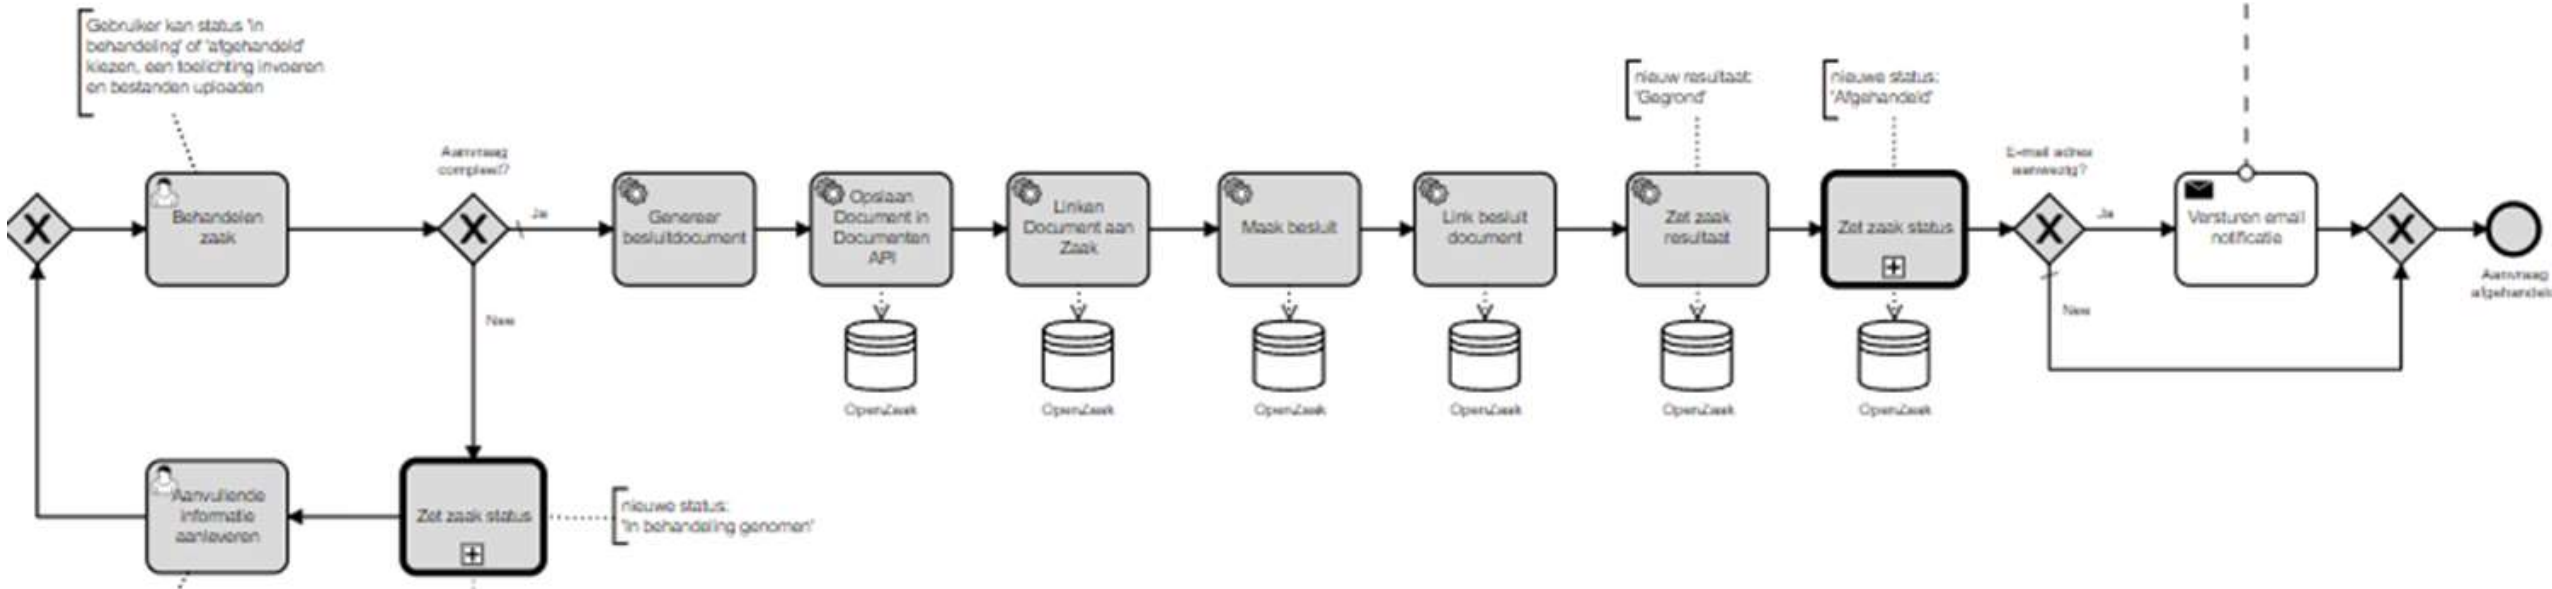 Gebruiker kan status 'in
behandeling' of 'afgehandeld'
kiezen, een toelichting invoeren
en bestanden uploaden
nieuw resultaat:
'Gegrond'
nieuwe status:
'Afgehandeld'
Aanvraag
compleet?
E-mail adres
aanwezig?
Behandelen
zaak
Ja
Genereer
besluitdocument
Opslaan
Document in
Documenten
API
Linken
Document aan
Zaak
Maak besluit
Link besluit
document
Zet zaak
resultaat
Zet zaak status
Ja
Versturen email
notificatie
Aanvraag
Nee
Nee
OpenZaak
OpenZaak
OpenZaak
OpenZaak
OpenZaak
OpenZaak
Aanvullende
informatie
aanleveren
Zet zaak status
nieuwe status:
'In behandeling genomen'